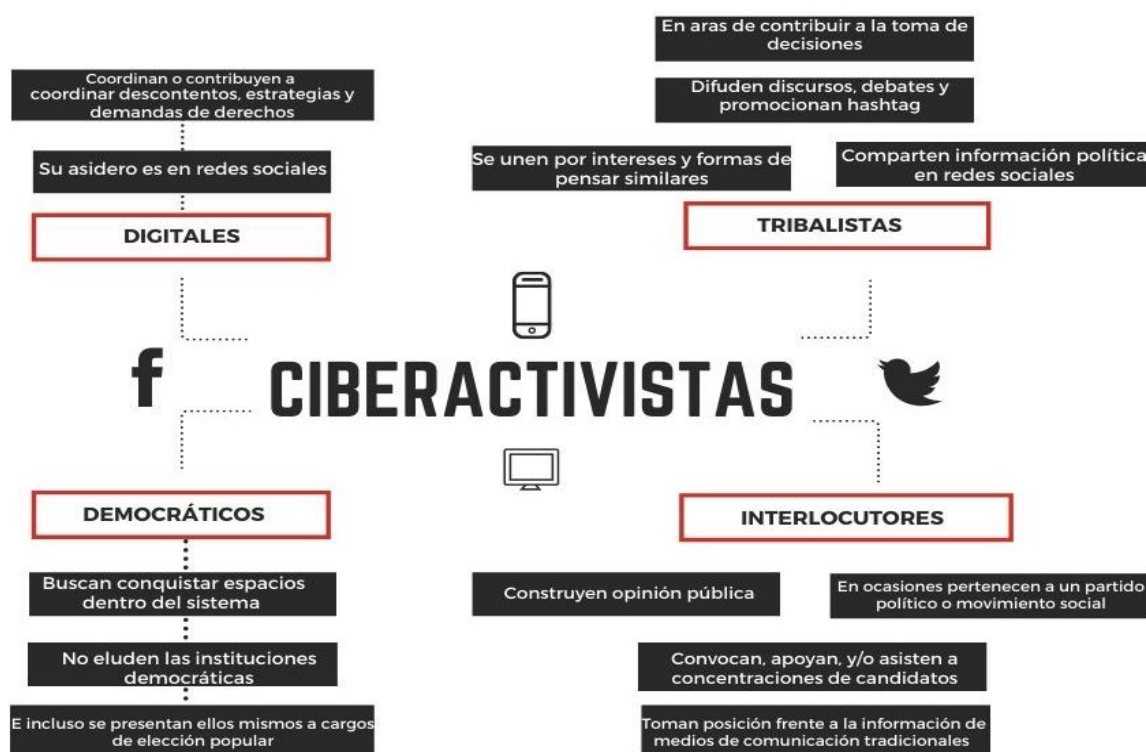 Coordinan o contribuyen a
coordinar descontentos, estrategias y
demandas de derechos
Su asidero es en redes sociales
DIGITALES
En aras de contribuir a la toma de
decisiones
Difuden discursos, debates y
promocionan hashtag
Se unen por intereses y formas de
pensar similares
Comparten información política
en redes sociales
TRIBALISTAS
CIBERACTIVISTAS
DEMOCRÁTICOS
Buscan conquistar espacios
dentro del sistema
No eluden las instituciones
democráticas
E incluso se presentan ellos mismos a cargos
de elección popular
INTERLOCUTORES
Construyen opinión pública
En ocasiones pertenecen a un partido
político o movimiento social
Convocan, apoyan, y/o asisten a
concentraciones de candidatos
Toman posición frente a la información de
medios de comunicación tradicionales